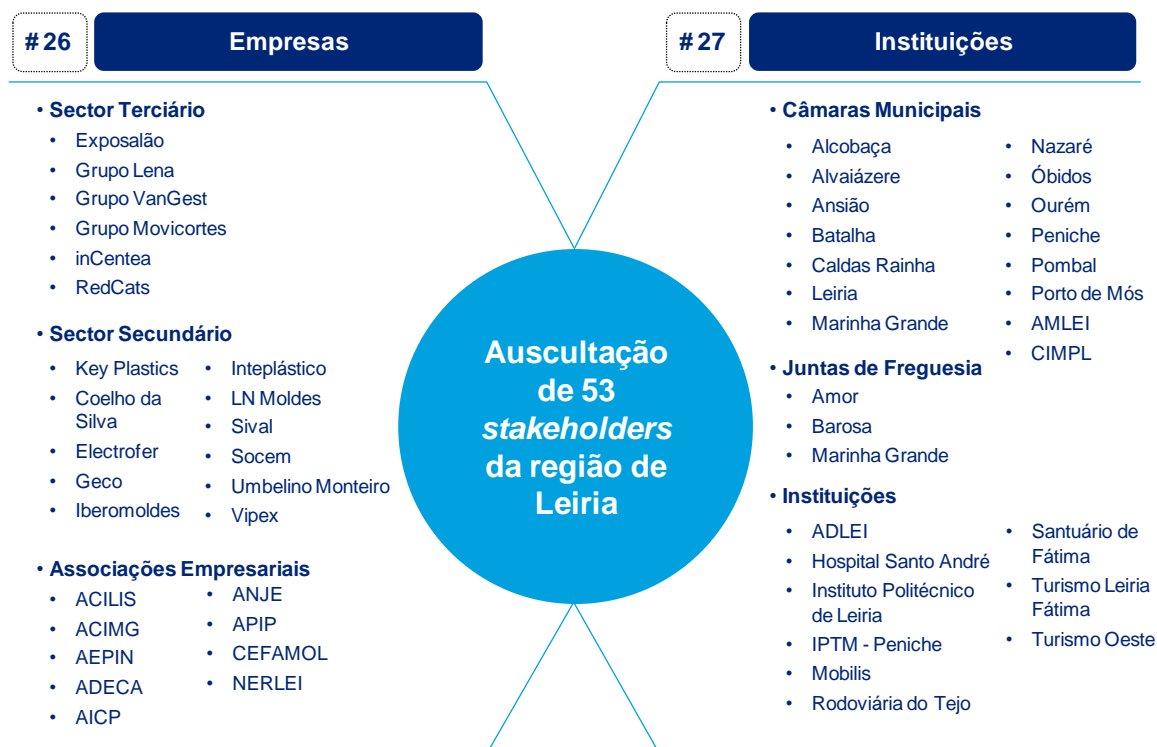 # 26
Empresas
• Sector Terciário
• Exposalão
• Grupo Lena
• Grupo VanGest
• Grupo Movicortes
• inCentea
• RedCats
• Sector Secundário
• Key Plastics
• Coelho da
Silva
• Electrofer
• Geco
• Iberomoldes
• Inteplástico
• LN Moldes
• Sival
• Socem
• Umbelino Monteiro
• Vipex
• Associações Empresariais
• ACILIS
• ACIMG
• AEPIN
• ADECA
• AICP
• ANJE
• APIP
• CEFAMOL
• NERLEI
Auscultação
de 53
stakeholders
da região de
Leiria
# 27
Instituições
• Câmaras Municipais
• Alcobaça
• Alvaiázere
• Ansião
• Batalha
• Caldas Rainha
• Leiria
• Marinha Grande
• Nazaré
• Óbidos
• Ourém
• Peniche
• Pombal
• Porto de Mós
• AMLEI
• CIMPL
• Juntas de Freguesia
• Amor
• Barosa
• Marinha Grande
• Instituições
• ADLEI
• Hospital Santo André
• Instituto Politécnico
de Leiria
• IPTM - Peniche
• Mobilis
• Rodoviária do Tejo
• Santuário de
Fátima
• Turismo Leiria
Fátima
• Turismo Oeste